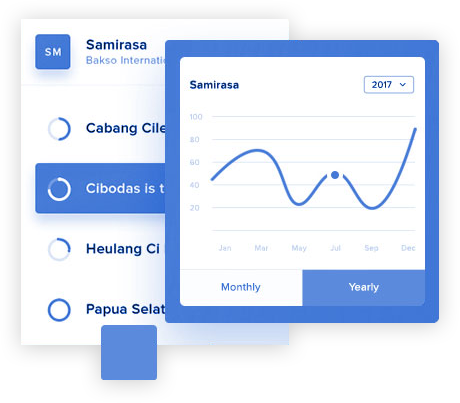 SM
Samirasa
Bakso Internatio
Cabang Cile
Cibodas is t
Heulang Ci
Papua Selat
Samirasa
2017
100
80
60
40
20
Jan Mar May Jul Sep Dec
Monthly Yearly